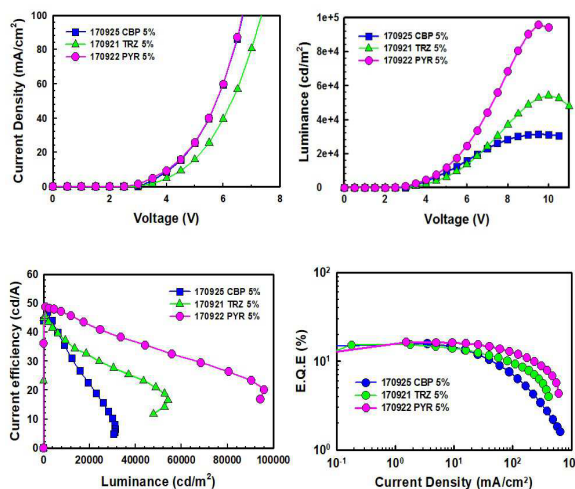 Current Density (mA/cm²)
100
80
60
40
20
0
170925 CBP 5%
170921 TRZ 5%
170922 PYR 5%
0
2
4
6
8
Voltage (V)
Luminance (cd/m²)
1e+5
8e+4
6e+4
4e+4
2e+4
0
170925 CBP 5%
170921 TRZ 5%
170922 PYR 5%
0
2
4
6
8
10
Voltage (V)
Current efficiency (cd/A)
60
50
40
30
20
10
0
170925 CBP 5%
170921 TRZ 5%
170922 PYR 5%
0
20000
40000
60000
80000
100000
Luminance (cd/m²)
E.Q.E (%)
10²
10¹
10⁰
170925 CBP 5%
170921 TRZ 5%
170922 PYR 5%
10⁻¹
10⁰
10¹
10²
10
Current Density (mA/cm²)